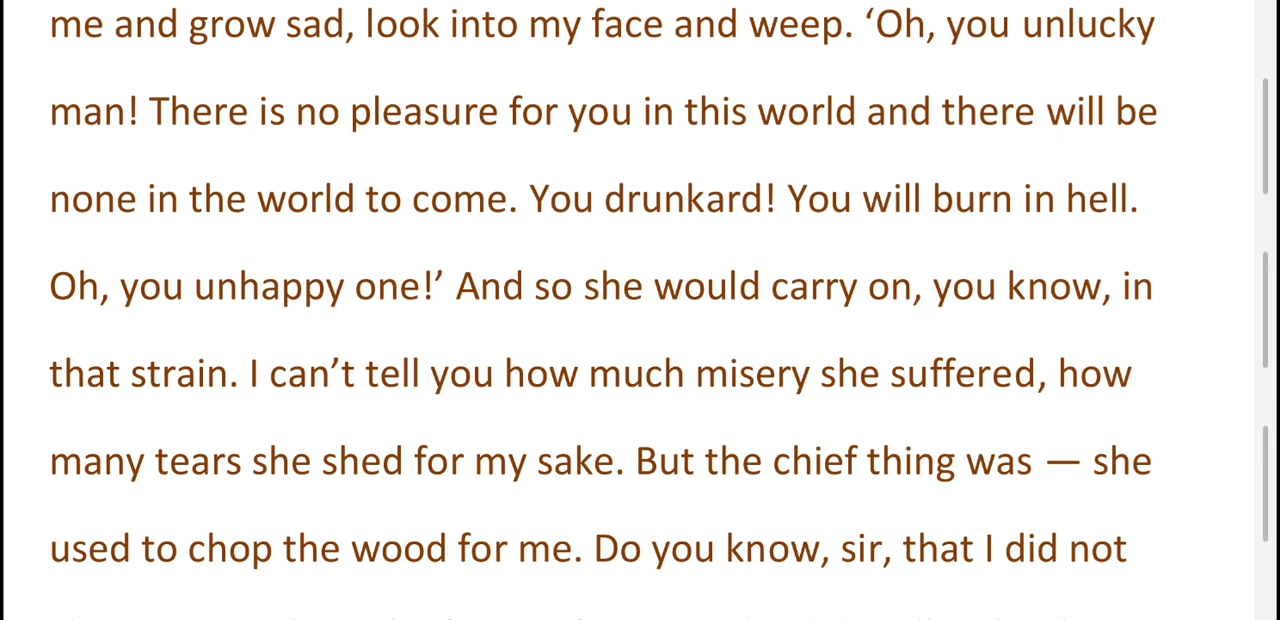 me and grow sad, look into my face and weep. ‘Oh, you unlucky
man! There is no pleasure for you in this world and there will be
none in the world to come. You drunkard! You will burn in hell.
Oh, you unhappy one!’ And so she would carry on, you know, in
that strain. I can’t tell you how much misery she suffered, how
many tears she shed for my sake. But the chief thing was — she
used to chop the wood for me. Do you know, sir, that I did not